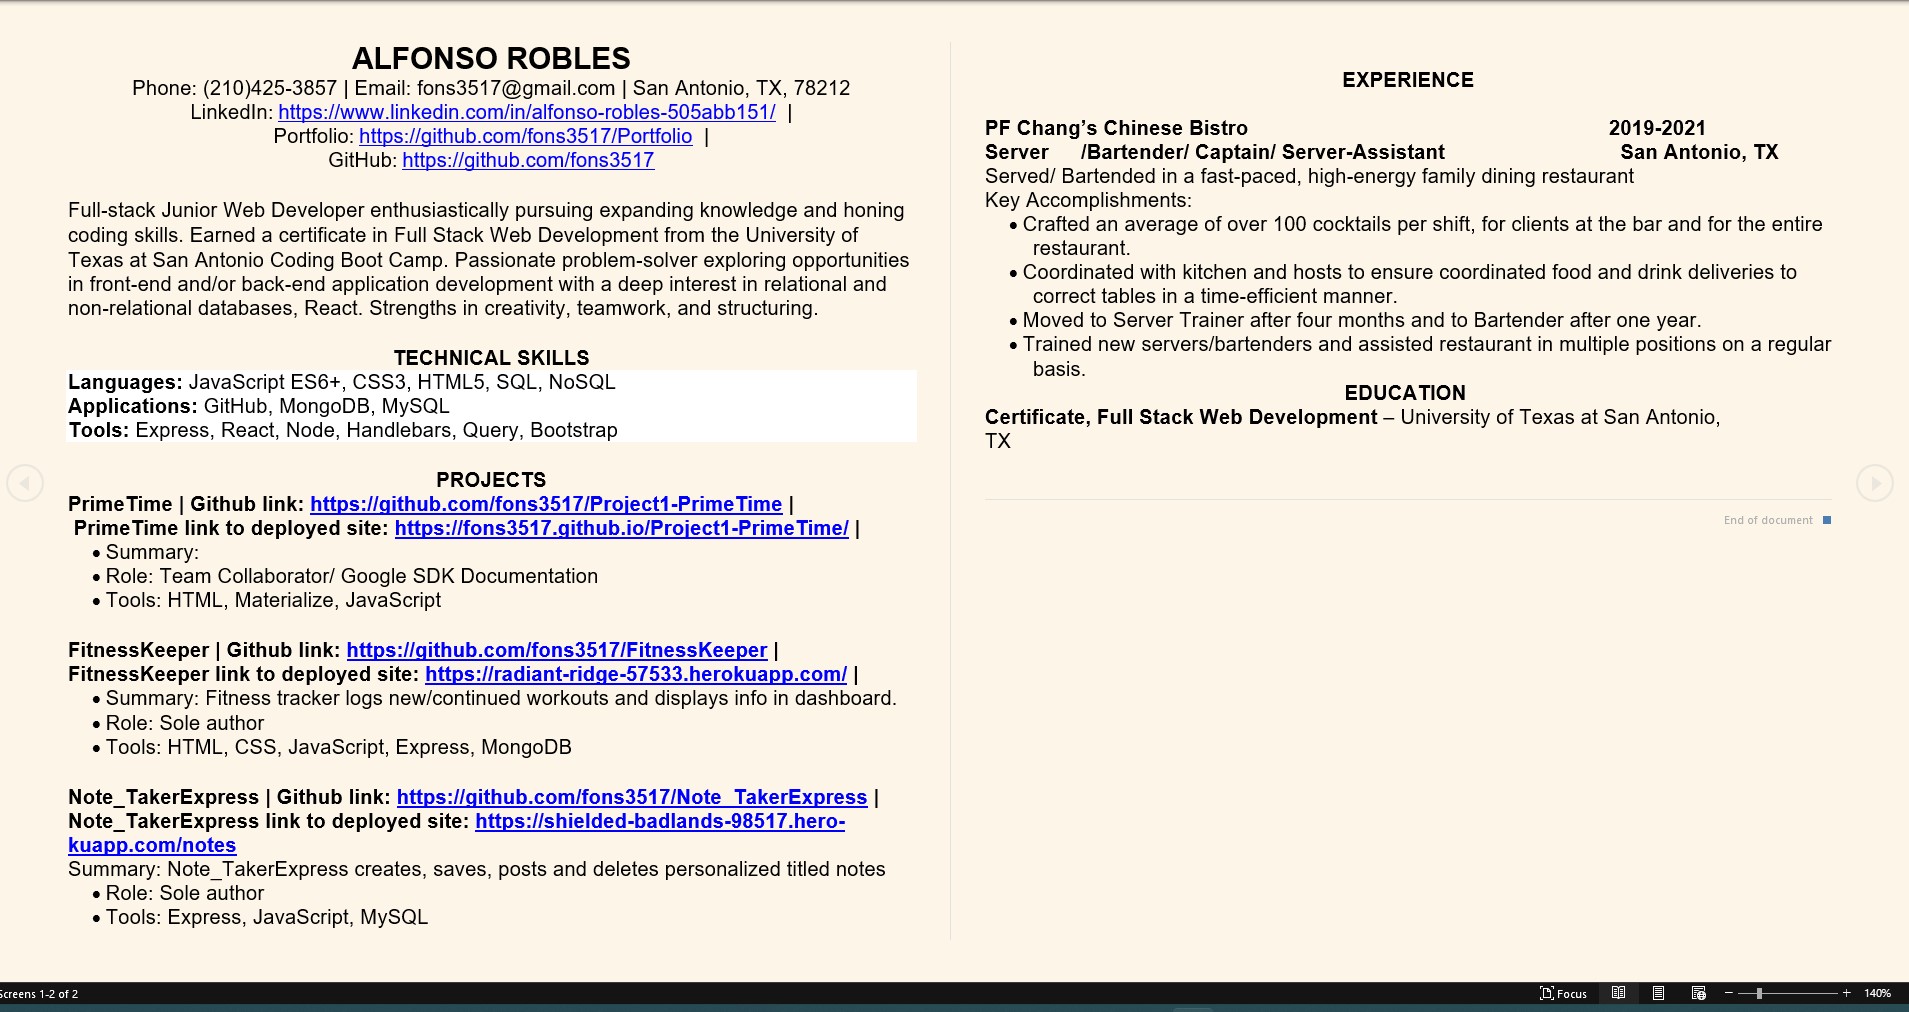 ALFONSO ROBLES
Phone: (210)425-3857 | Email: fons3517@gmail.com | San Antonio, TX, 78212
LinkedIn: https://www.linkedin.com/in/alfonso-robles-505abb151/ |
Portfolio: https://github.com/fons3517/Portfolio |
GitHub: https://github.com/fons3517
Full-stack Junior Web Developer enthusiastically pursuing expanding knowledge and honing
coding skills. Earned a certificate in Full Stack Web Development from the University of
Texas at San Antonio Coding Boot Camp. Passionate problem-solver exploring opportunities
in front-end and/or back-end application development with a deep interest in relational and
non-relational databases, React. Strengths in creativity, teamwork, and structuring.
TECHNICAL SKILLS
Languages: JavaScript ES6+, CSS3, HTML5, SQL, NoSQL
Applications: GitHub, MongoDB, MySQL
Tools: Express, React, Node, Handlebars, Query, Bootstrap
PROJECTS
PrimeTime | Github link: https://github.com/fons3517/Project1-PrimeTime |
PrimeTime link to deployed site: https://fons3517.github.io/Project1-PrimeTime/ |
• Summary:
• Role: Team Collaborator/ Google SDK Documentation
• Tools: HTML, Materialize, JavaScript
FitnessKeeper | Github link: https://github.com/fons3517/FitnessKeeper |
FitnessKeeper link to deployed site: https://radiant-ridge-57533.herokuapp.com/ |
• Summary: Fitness tracker logs new/continued workouts and displays info in dashboard.
• Role: Sole author
• Tools: HTML, CSS, JavaScript, Express, MongoDB
Note_TakerExpress | Github link: https://github.com/fons3517/Note_TakerExpress |
Note_TakerExpress link to deployed site: https://shielded-badlands-98517.hero-
kuapp.com/notes
Summary: Note_TakerExpress creates, saves, posts and deletes personalized titled notes
• Role: Sole author
• Tools: Express, JavaScript, MySQL
EXPERIENCE
PF Chang’s Chinese Bistro 2019-2021
Server /Bartender/ Captain/ Server-Assistant San Antonio, TX
Served/ Bartended in a fast-paced, high-energy family dining restaurant
Key Accomplishments:
• Crafted an average of over 100 cocktails per shift, for clients at the bar and for the entire
restaurant.
• Coordinated with kitchen and hosts to ensure coordinated food and drink deliveries to
correct tables in a time-efficient manner.
• Moved to Server Trainer after four months and to Bartender after one year.
• Trained new servers/bartenders and assisted restaurant in multiple positions on a regular
basis.
EDUCATION
Certificate, Full Stack Web Development – University of Texas at San Antonio,
TX
End of document
Screens 1-2 of 2
Focus
140%